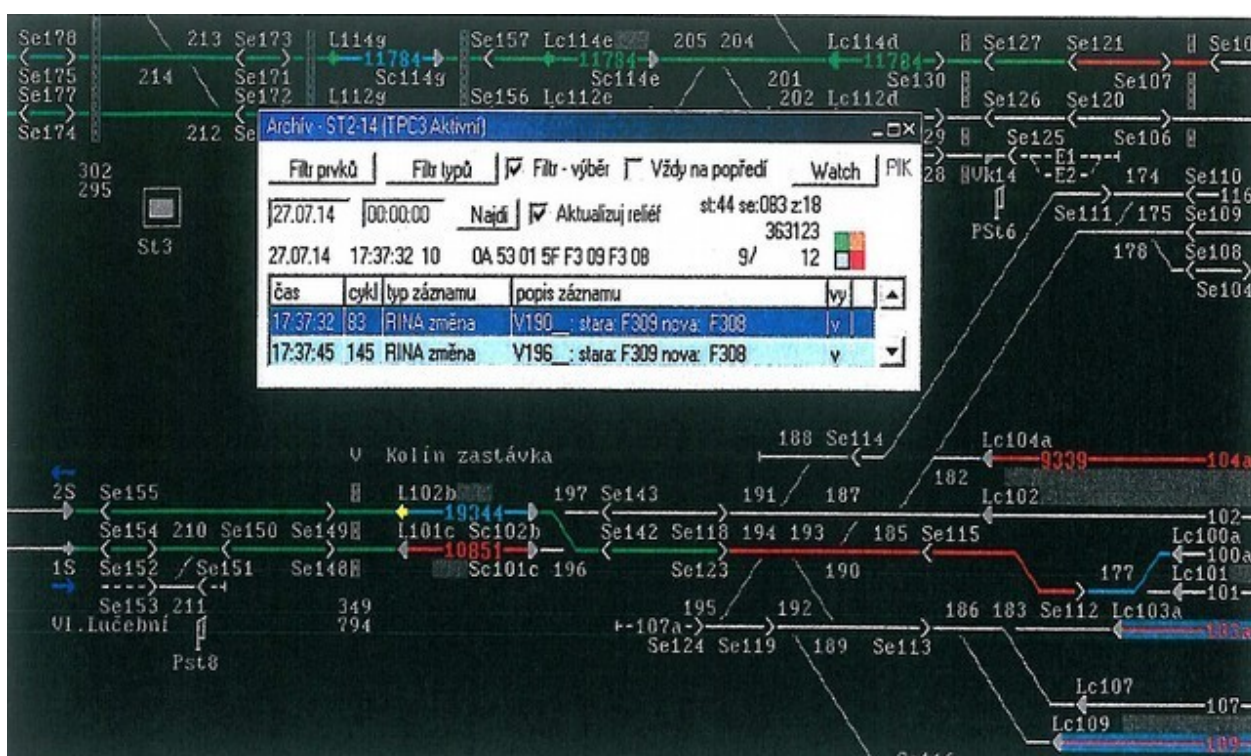 Se178 213 Se173 L114g Se157 Lc114e 205 204 Lc114d Se127 Se121
11784 11784 11784
Se175 214 Se171 Sc114g Sc114e 201 Se130 Se107
Se177 Se172 L112g Se156 Lc112e 202 Lc112d Se126 Se120
Se174 212
Archív - ST2-14 (TPC3 Aktivní)
Se125 Se106
302
295
Filtr prvků Filtr typů Filtr - výběr Vždy na popředí Watch PIK
28 Vk14 E1
E2 174 Se110
27.07.14 00:00:00 Najdi Aktualizuj reliéf st:44 se:083 z:18
363123
Se111 175 Se109
PSt6
St3
27.07.14 17:37:32 10 0A 53 01 5F F3 09 F3 08 9/ 12
178 Se108
čas cykl typ záznamu popis záznamu vy
Se104
17:37:32 83 RINA změna V190__: stara: F309 nova: F308 v
17:37:45 145 RINA změna V196__: stara: F309 nova: F308 v
188 Se114 Lc104a
V Kolín zastávka
9339 104a
182
2S Se155 L102b 197 Se143 191 187 Lc102
19344 102
Se154 210 Se150 Se149 L101c Sc102b Se142 Se118 194 193 185 Se115 Lc100a
10851 100a
1S Se152 Se151 Se148 Sc101c 196 Se123 190 177 Lc101
101
Se153 211 349 195 192 186 183 Se112 Lc103a
Vl.Lučební 794 107a 103a
Pst8 Se124 Se119 189 Se113
Lc107
107
Lc109
109